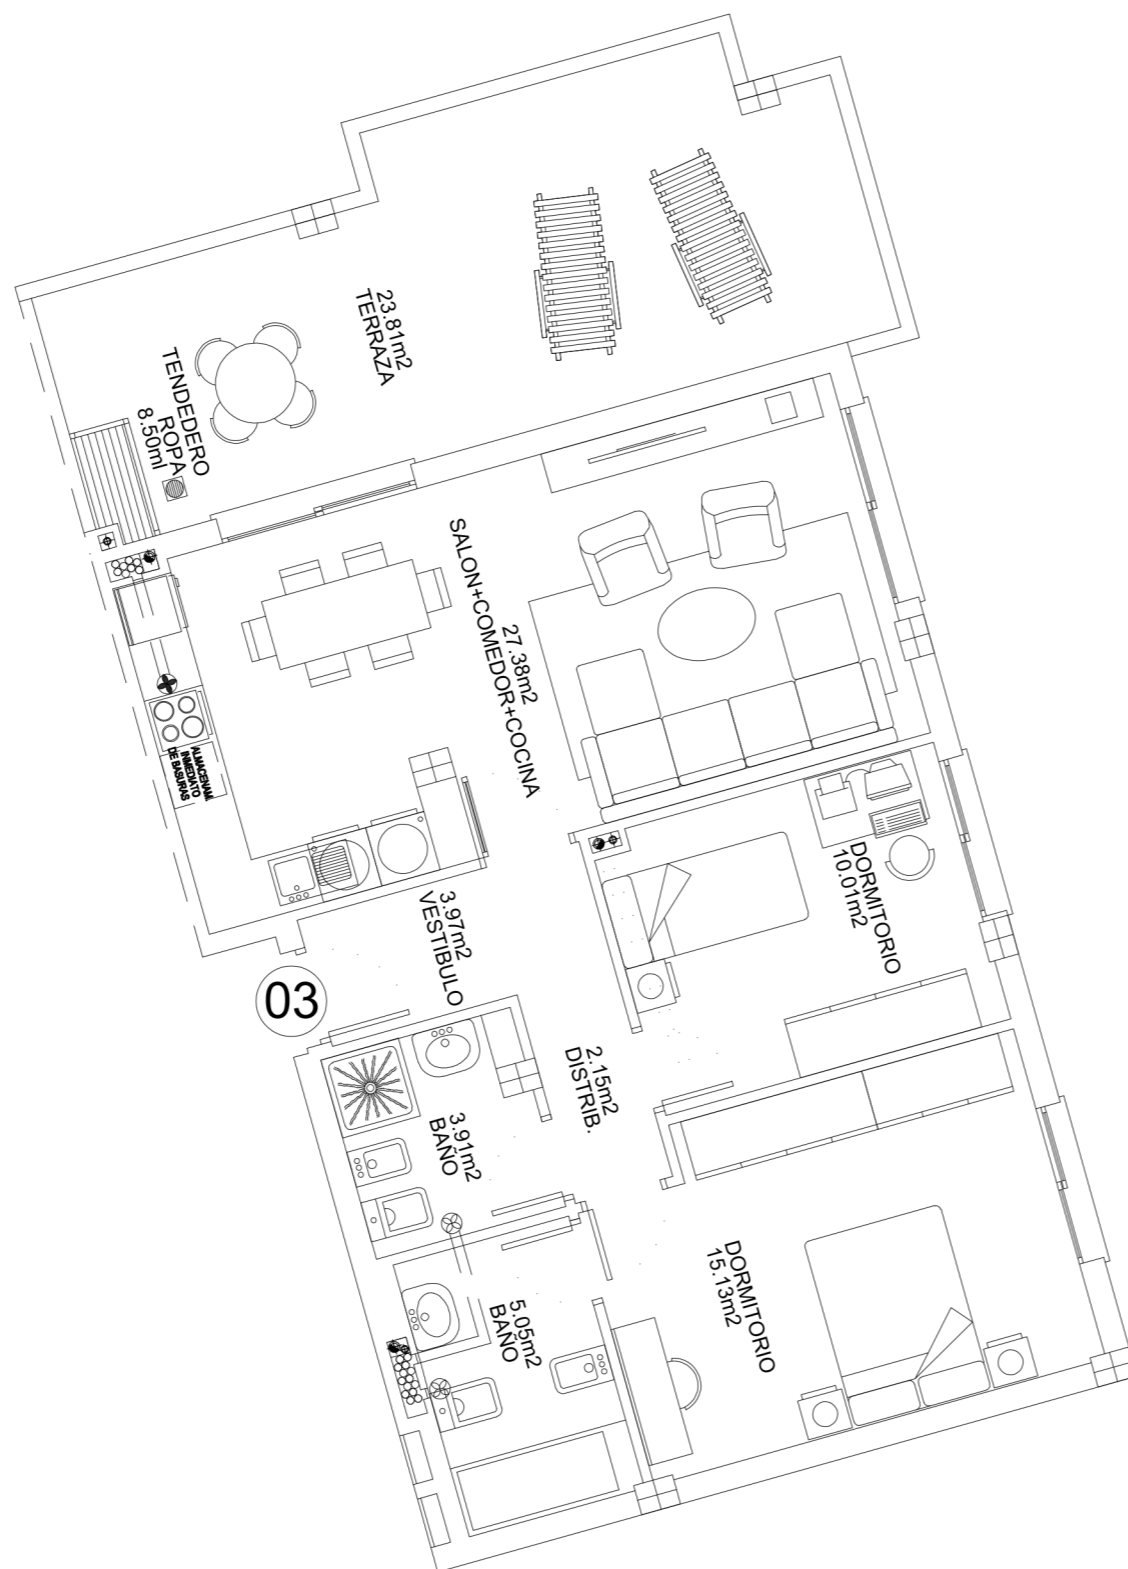 23.81m2
TERRAZA
TENDEDERO
ROPA
8.50ml
27.38m2
SALON+COMEDOR+COCINA
ALMACENAM.
INMEDIATO
DE BASURAS
DORMITORIO
10.01m2
3.97m2
VESTIBULO
03
2.15m2
DISTRIB.
3.91m2
BAÑO
5.05m2
BAÑO
DORMITORIO
15.13m2